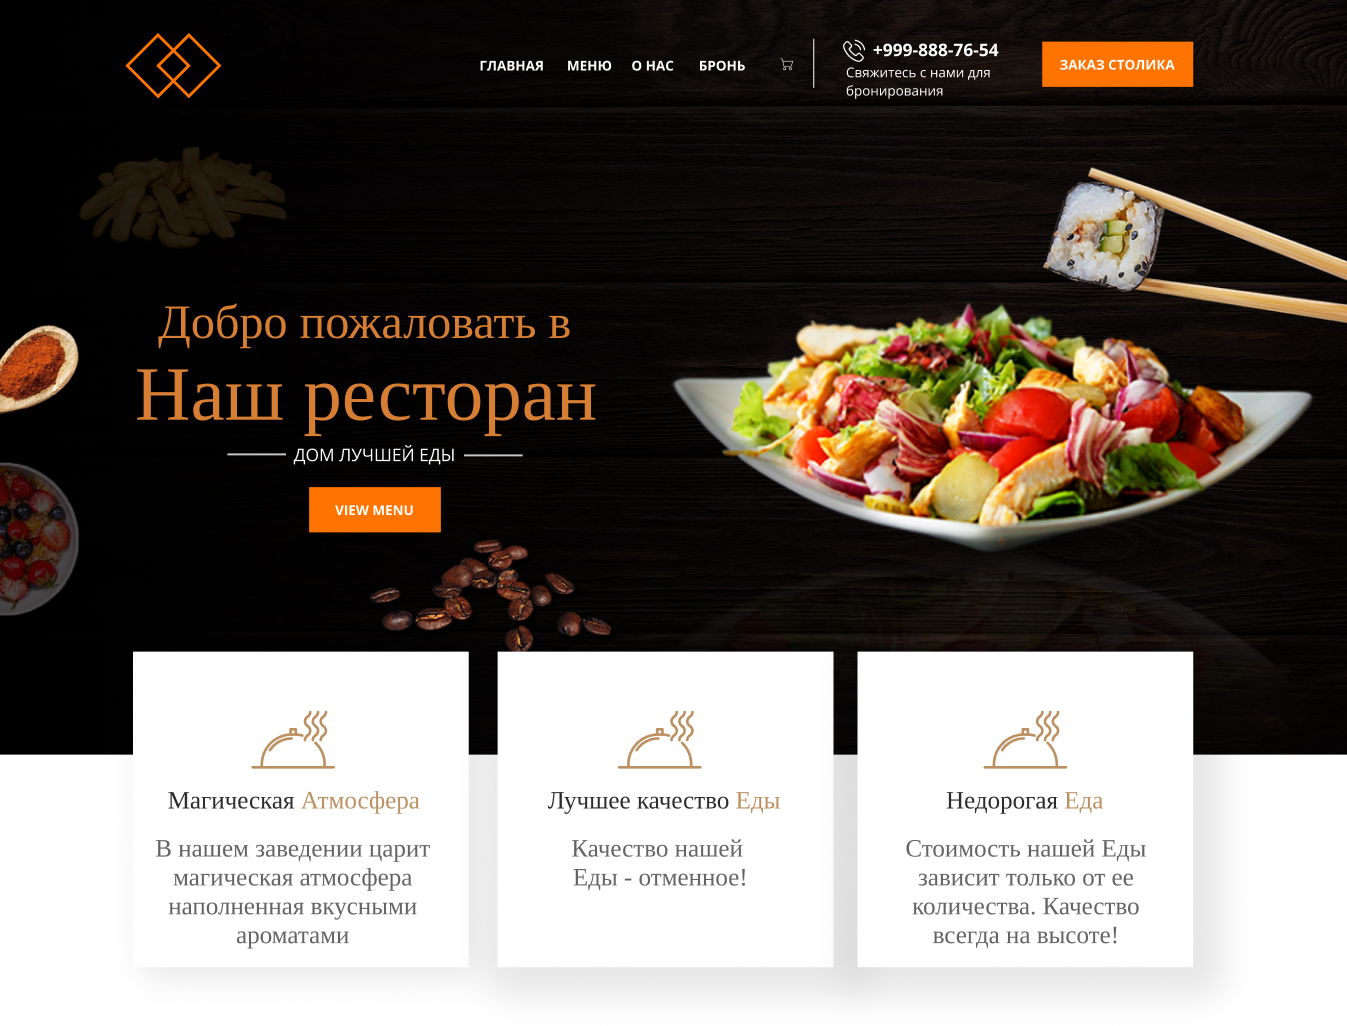 ГЛАВНАЯ МЕНЮ О НАС БРОНЬ
+999-888-76-54
Свяжитесь с нами для
бронирования
ЗАКАЗ СТОЛИКА
Добро пожаловать в
Наш ресторан
ДОМ ЛУЧШЕЙ ЕДЫ
VIEW MENU
Магическая Атмосфера
В нашем заведении царит
магическая атмосфера
наполненная вкусными
ароматами
Лучшее качество Еды
Качество нашей
Еды - отменное!
Недорогая Еда
Стоимость нашей Еды
зависит только от ее
количества. Качество
всегда на высоте!